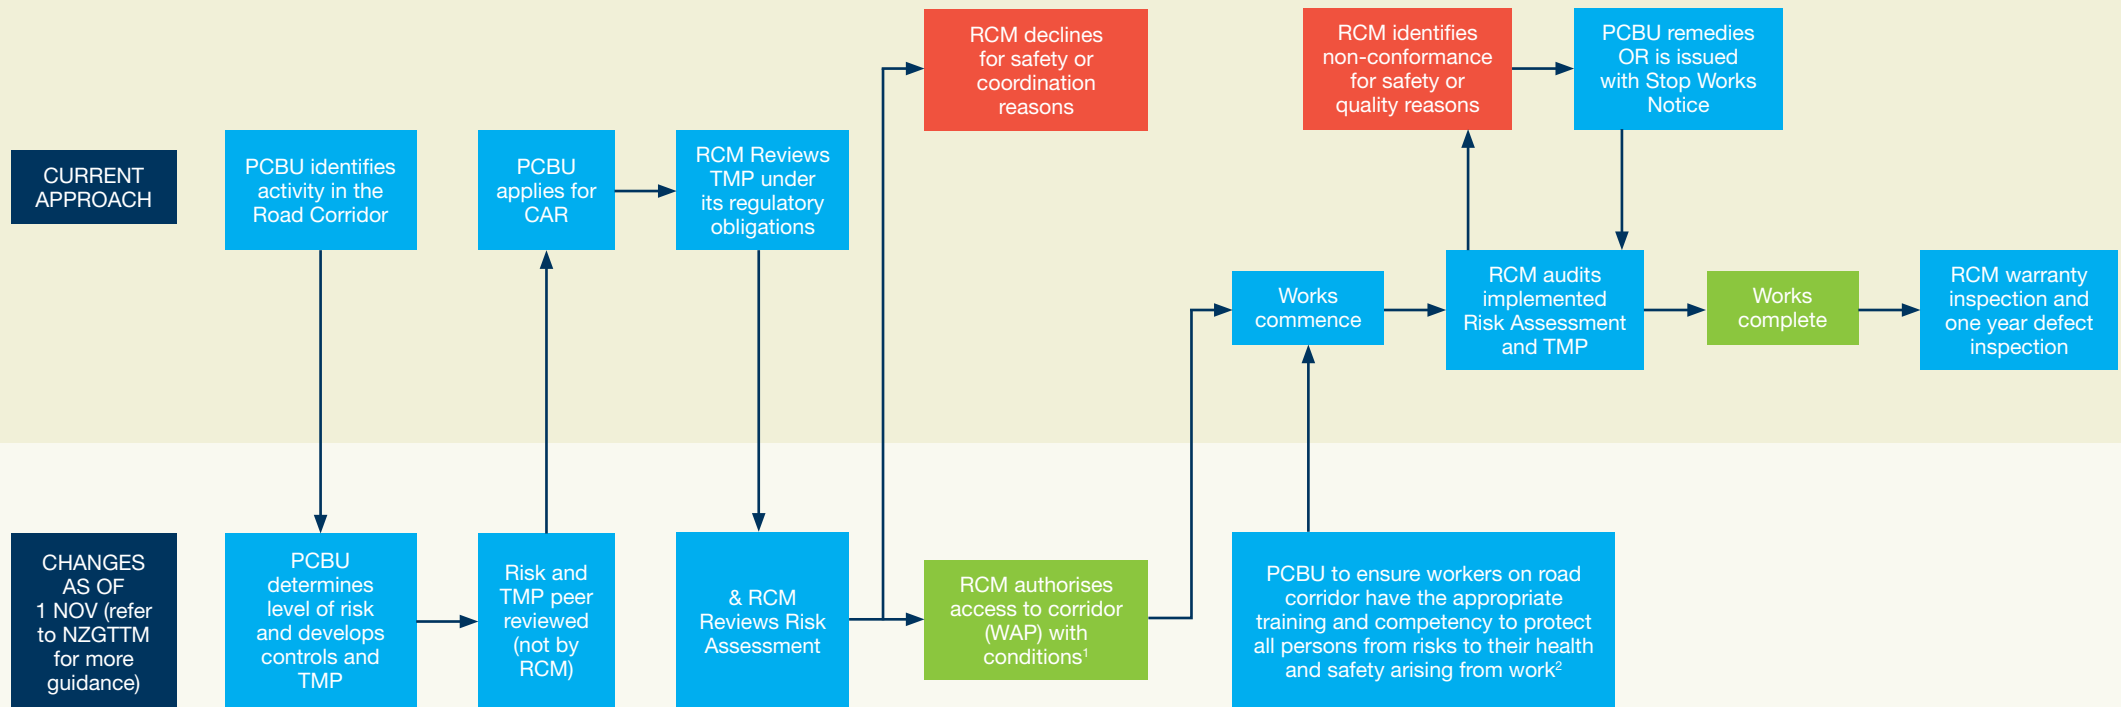 CURRENT
APPROACH
PCBU identifies
activity in the
Road Corridor
PCBU
applies for
CAR
RCM Reviews
TMP under
its regulatory
obligations
RCM declines
for safety or
coordination
reasons
RCM identifies
non-conformance
for safety or
quality reasons
PCBU remedies
OR is issued
with Stop Works
Notice
Works
commence
RCM audits
implemented
Risk Assessment
and TMP
Works
complete
RCM warranty
inspection and
one year defect
inspection
CHANGES
AS OF
1 NOV (refer
to NZGTTM
for more
guidance)
PCBU
determines
level of risk
and develops
controls and
TMP
Risk and
TMP peer
reviewed
(not by
RCM)
& RCM
Reviews Risk
Assessment
RCM authorises
access to corridor
(WAP) with
conditions¹
PCBU to ensure workers on road
corridor have the appropriate
training and competency to protect
all persons from risks to their health
and safety arising from work²